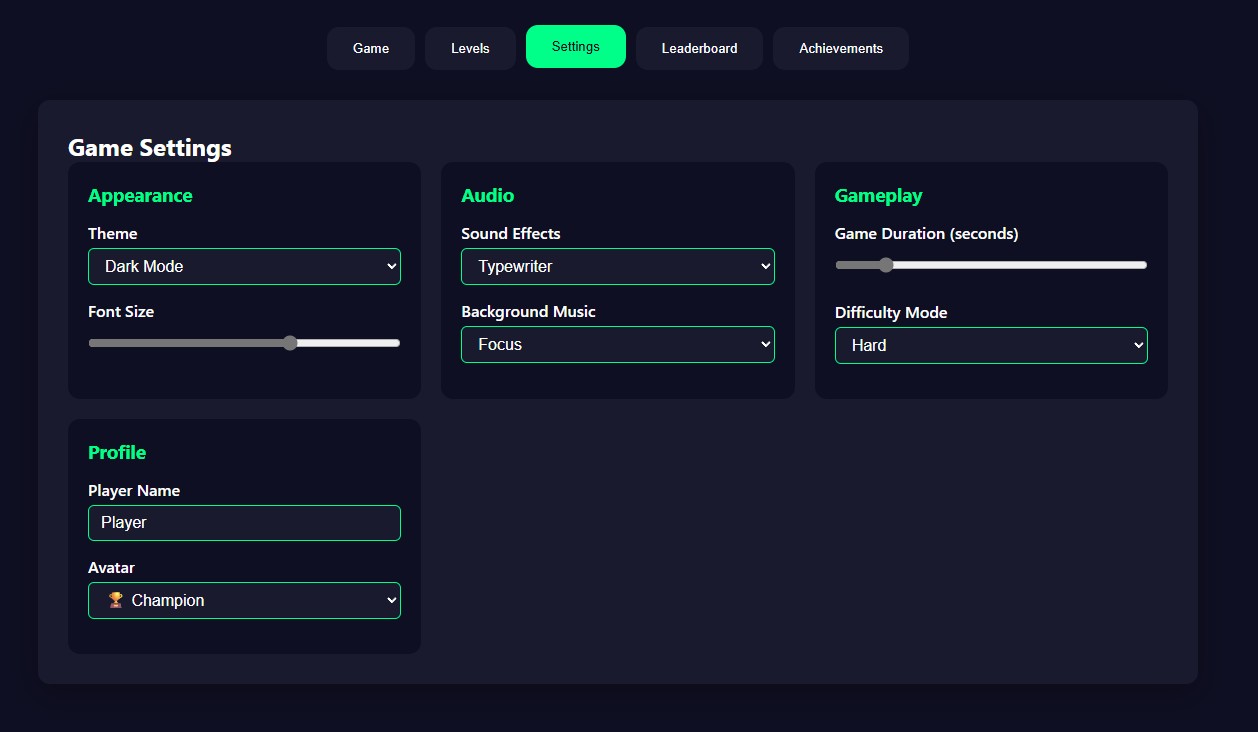 Game
Levels
Settings
Leaderboard
Achievements
Game Settings
Appearance
Theme
Dark Mode
Font Size
Audio
Sound Effects
Typewriter
Background Music
Focus
Gameplay
Game Duration (seconds)
Difficulty Mode
Hard
Profile
Player Name
Player
Avatar
🏆 Champion